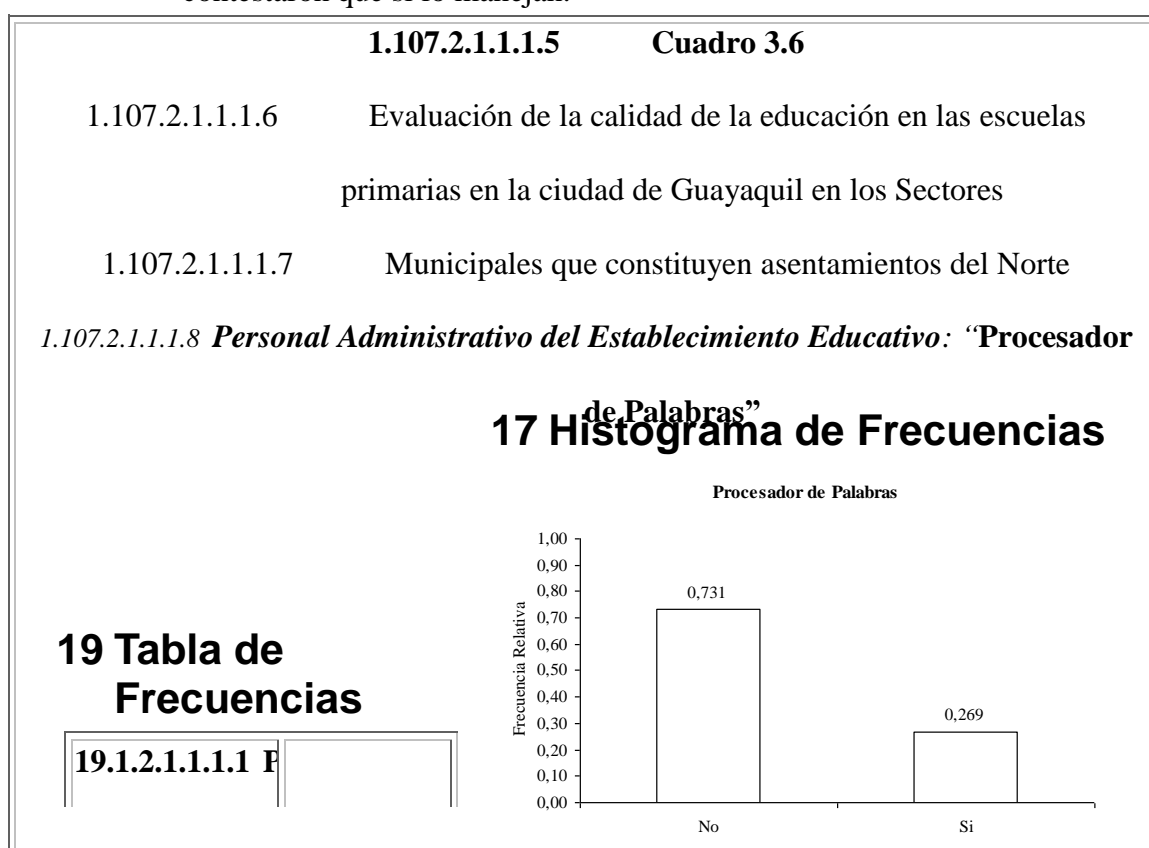 contestaron que si lo manejan.
1.107.2.1.1.1.5 Cuadro 3.6
1.107.2.1.1.1.6 Evaluación de la calidad de la educación en las escuelas
primarias en la ciudad de Guayaquil en los Sectores
1.107.2.1.1.1.7 Municipales que constituyen asentamientos del Norte
1.107.2.1.1.1.8 Personal Administrativo del Establecimiento Educativo: “Procesador
de Palabras”
17 Histograma de Frecuencias
Procesador de Palabras
1,00
0,90
0,80
0,70
0,60
0,50
0,40
0,30
0,20
0,10
0,00
Frecuencia Relativa
0,731
0,269
No Si
19 Tabla de
Frecuencias
19.1.2.1.1.1.1 P